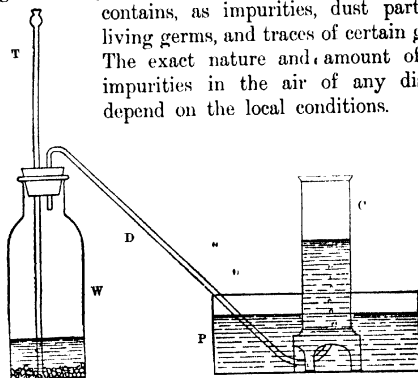 contains, as impurities, dust part
living germs, and traces of certain g
The exact nature and amount of
impurities in the air of any di
depend on the local conditions.
T
C
D
W
P